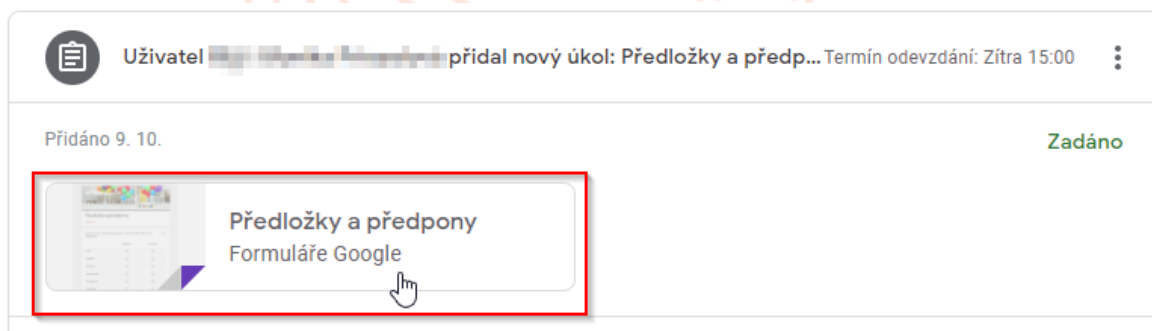 Uživatel přidal nový úkol: Předložky a předp... Termín odevzdání: Zítra 15:00
Přidáno 9. 10.
Zadáno
Předložky a předpony
Formuláře Google